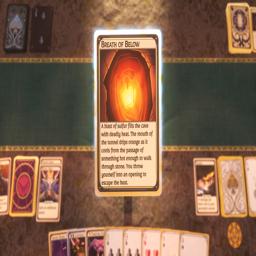 BREATH OF BELOW
A blast of sulfur fills the cave
with deadly heat. The mouth of
the tunnel drips orange as it
cools from the passage of
something hot enough to walk
through stone. You throw
yourself into an opening to
escape the heat.